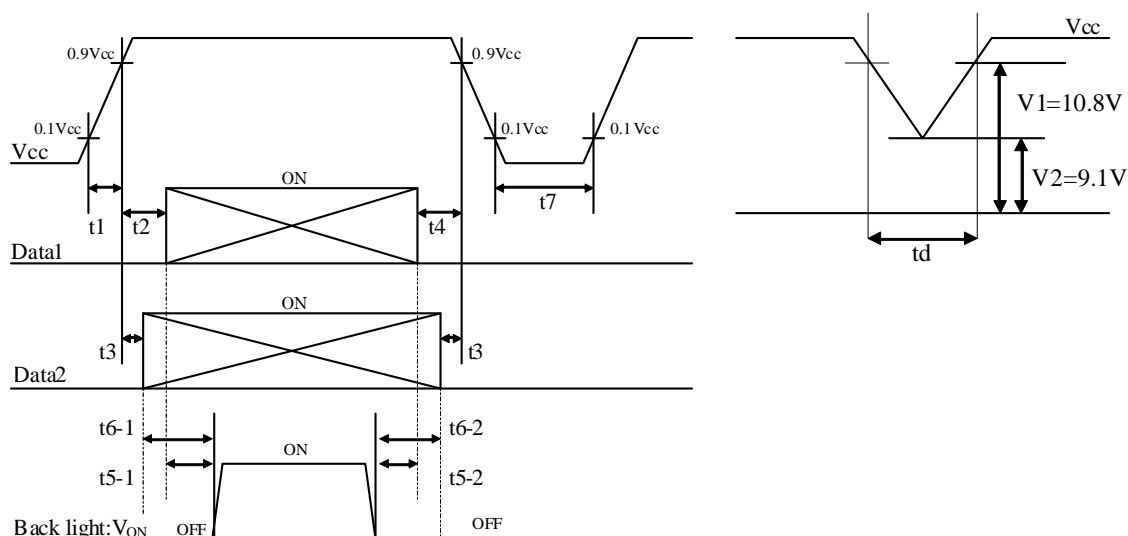 0.9Vcc
0.9Vcc
0.1Vcc
0.1Vcc
0.1Vcc
Vcc
ON
t1
t2
t4
t7
Data1
ON
t3
t3
Data2
t6-1
t6-2
ON
t5-1
t5-2
Back light:VON
OFF
OFF
Vcc
V1=10.8V
V2=9.1V
td